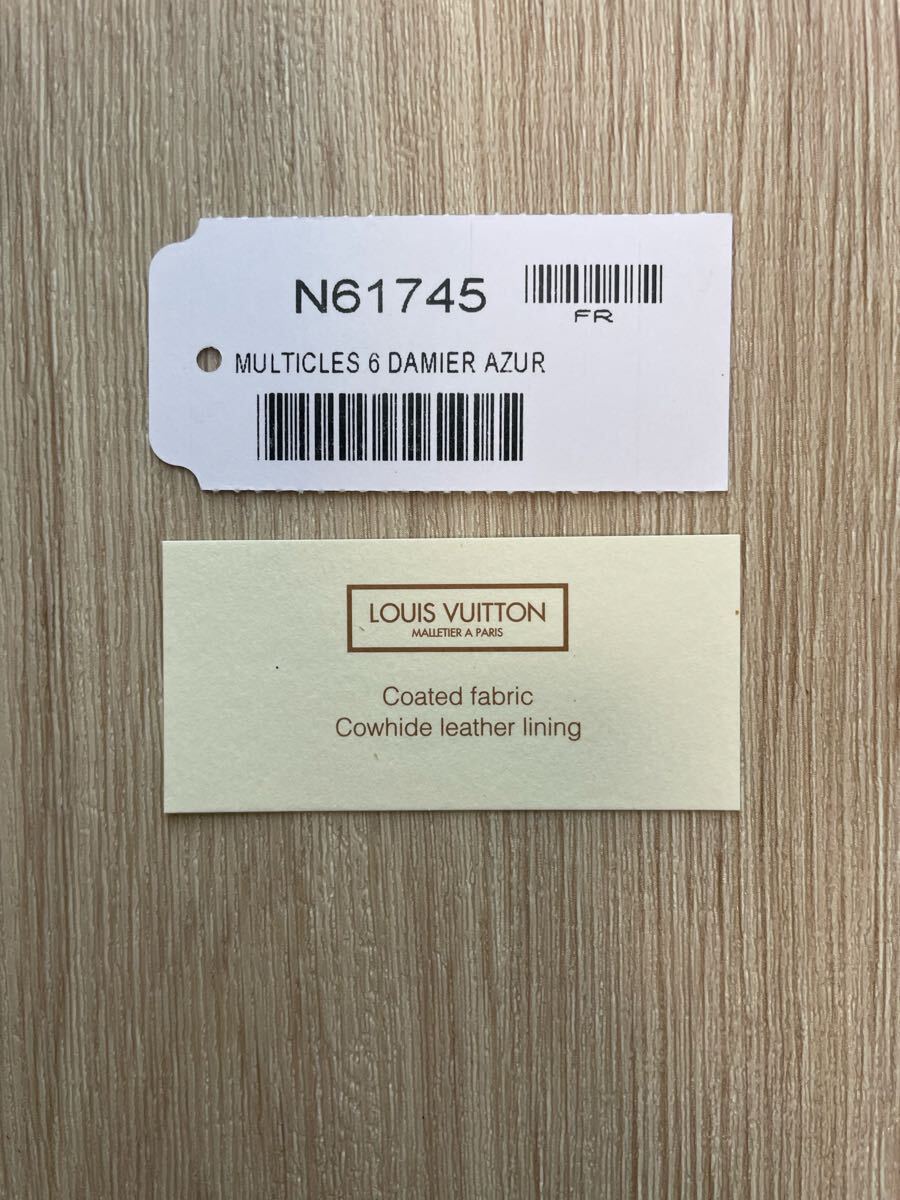 N61745
FR
MULTICLES 6 DAMIER AZUR
LOUIS VUITTON
MALLETIER A PARIS
Coated fabric
Cowhide leather lining